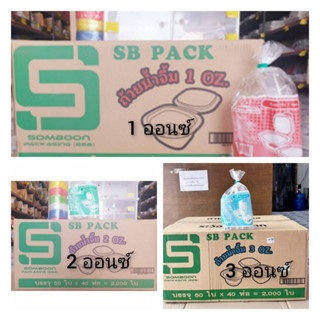 SB PACK
ถ้วยน้ำจิ้ม 1 OZ.
1 ออนซ์
SOMBOON
PACKAGING
SB PACK
ถ้วยน้ำจิ้ม 2 OZ.
2 ออนซ์
SOMBOON
บรรจุ 50 ใบ x 40 ห่อ = 2,000 ใบ
SB PACK
ถ้วยน้ำจิ้ม 3 OZ.
3 ออนซ์
SOMBOON
บรรจุ 50 ใบ x 40 ห่อ = 2,000 ใบ